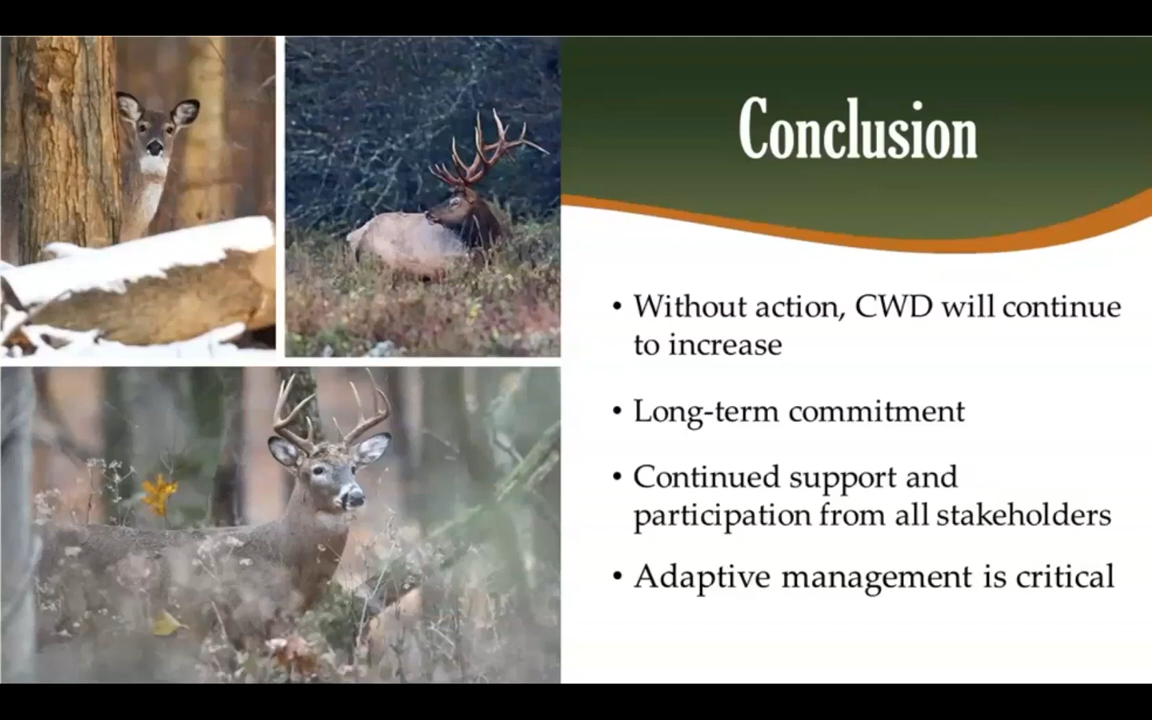 Conclusion
• Without action, CWD will continue
to increase
• Long-term commitment
• Continued support and
participation from all stakeholders
• Adaptive management is critical